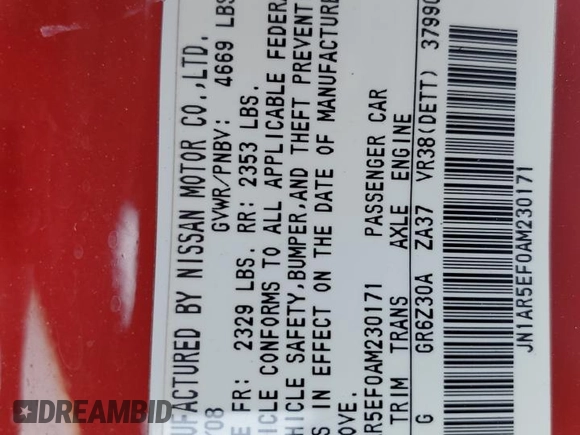 UFACTURED BY NISSAN MOTOR CO.,LTD.
/08 GVWR/PNBV: 4669 LBS
E FR: 2329 LBS. RR: 2353 LBS.
ICLE CONFORMS TO ALL APPLICABLE FEDER
HICLE SAFETY,BUMPER,AND THEFT PREVENT
S IN EFFECT ON THE DATE OF MANUFACTURE
OVE.
R5EF0AM230171 PASSENGER CAR
TRIM TRANS AXLE ENGINE
G GR6Z30A ZA37 VR38(DETT) 3799C
JN1AR5EF0AM230171
DREAMBID